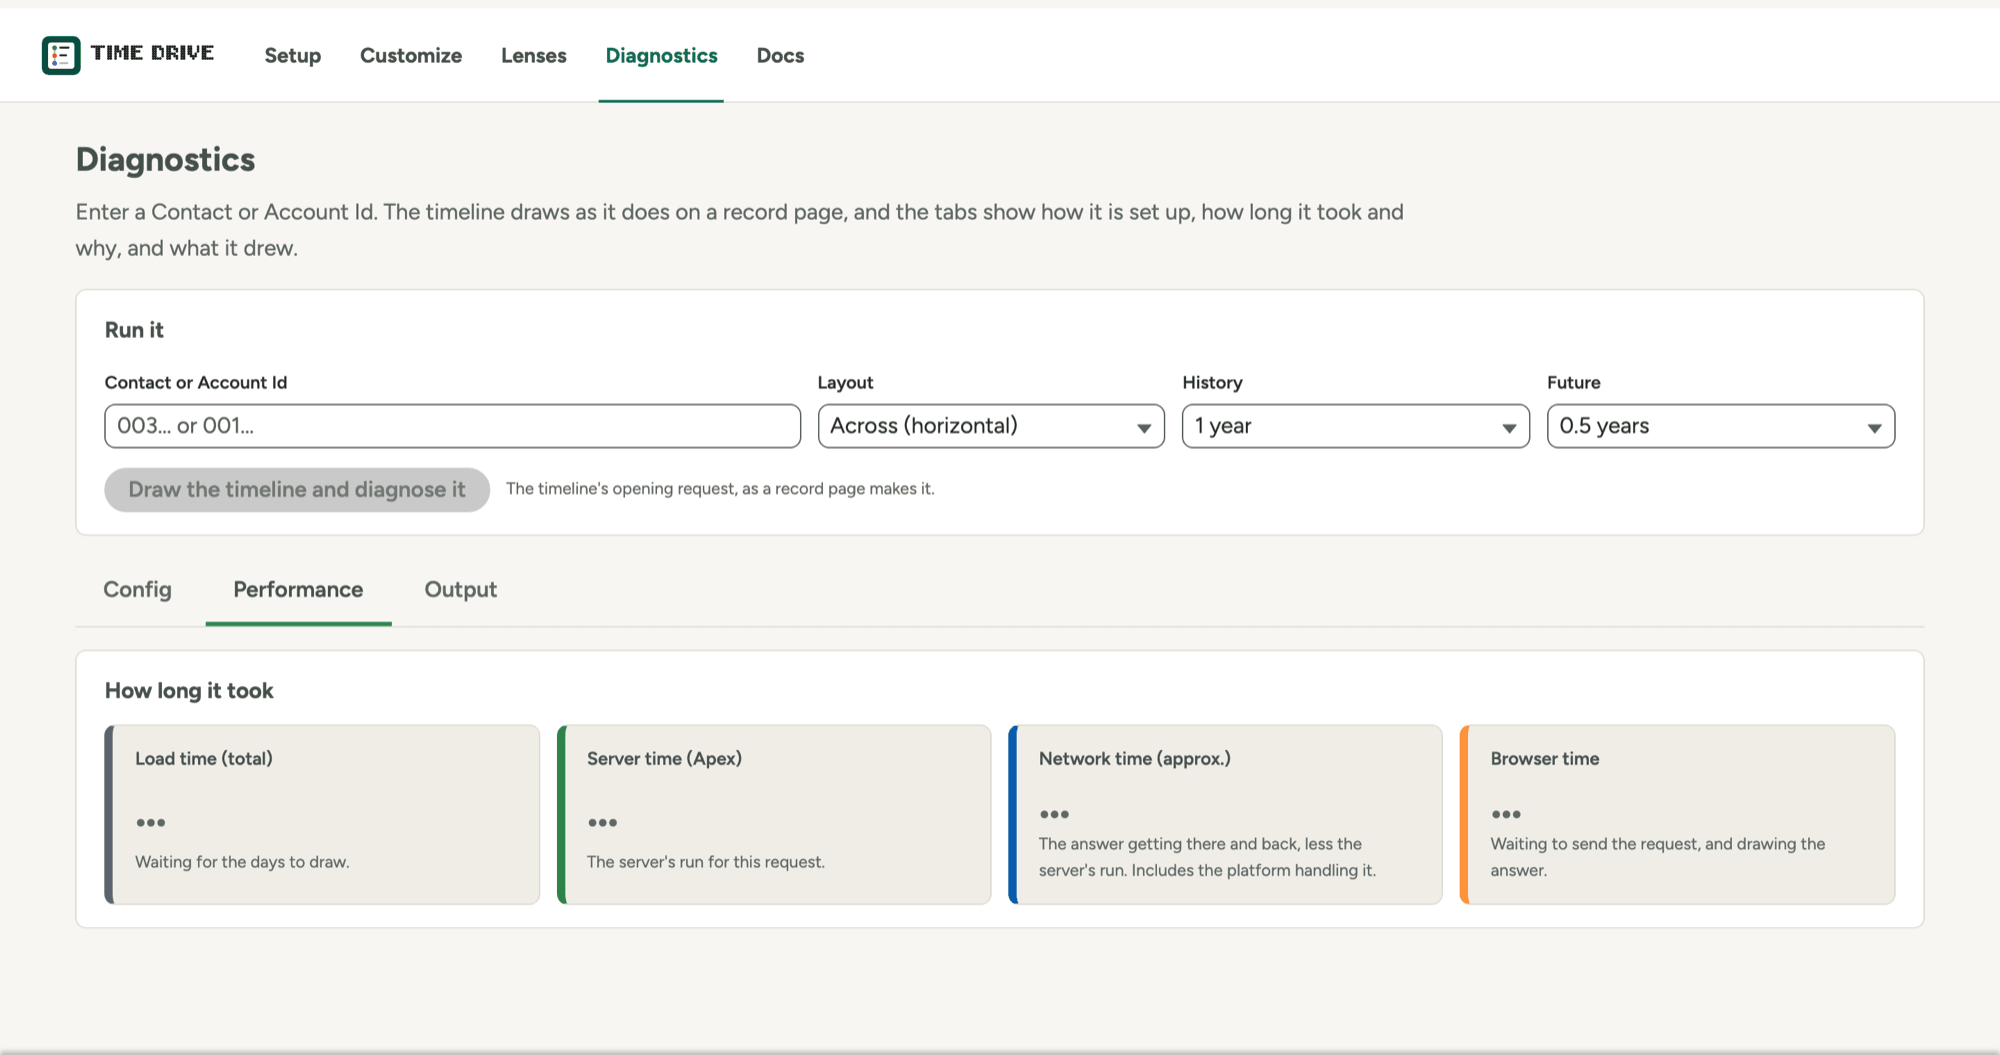 TIME DRIVE
Setup
Customize
Lenses
Diagnostics
Docs
Diagnostics
Enter a Contact or Account Id. The timeline draws as it does on a record page, and the tabs show how it is set up, how long it took and
why, and what it drew.
Run it
Contact or Account Id
Layout
History
Future
003... or 001...
Across (horizontal)
1 year
0.5 years
Draw the timeline and diagnose it
The timeline's opening request, as a record page makes it.
Config
Performance
Output
How long it took
Load time (total)
•••
Waiting for the days to draw.
Server time (Apex)
•••
The server's run for this request.
Network time (approx.)
•••
The answer getting there and back, less the
server's run. Includes the platform handling it.
Browser time
•••
Waiting to send the request, and drawing the
answer.